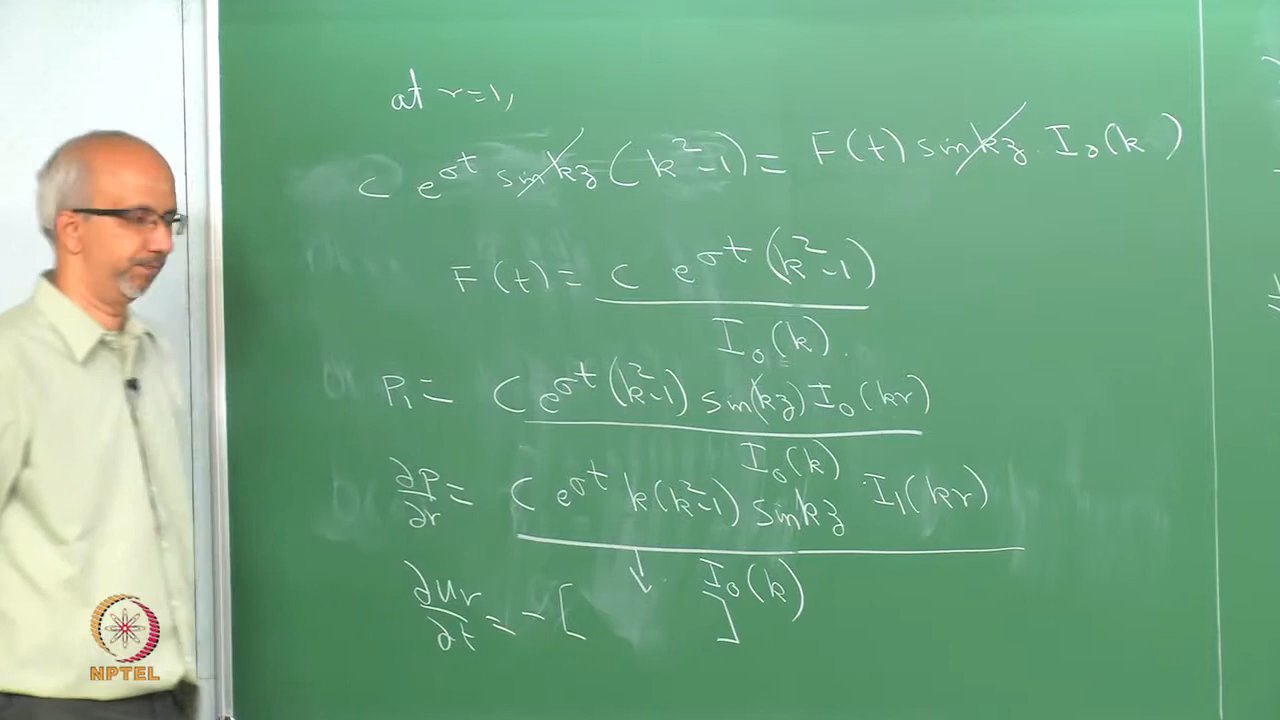 at r=1,
C e^{σt} sin kz (k²-1) = F(t) sin kz . I₀(k)
F(t) = C e^{σt} (k²-1)
I₀(k).
P₁ = C e^{σt} (k²-1) sin(kz) I₀(kr)
I₀(k)
∂P/∂r = C e^{σt} k(k²-1) sin kz . I₁(kr)
I₀(k)
∂u_r/∂t = -[ ↓ ]
NPTEL